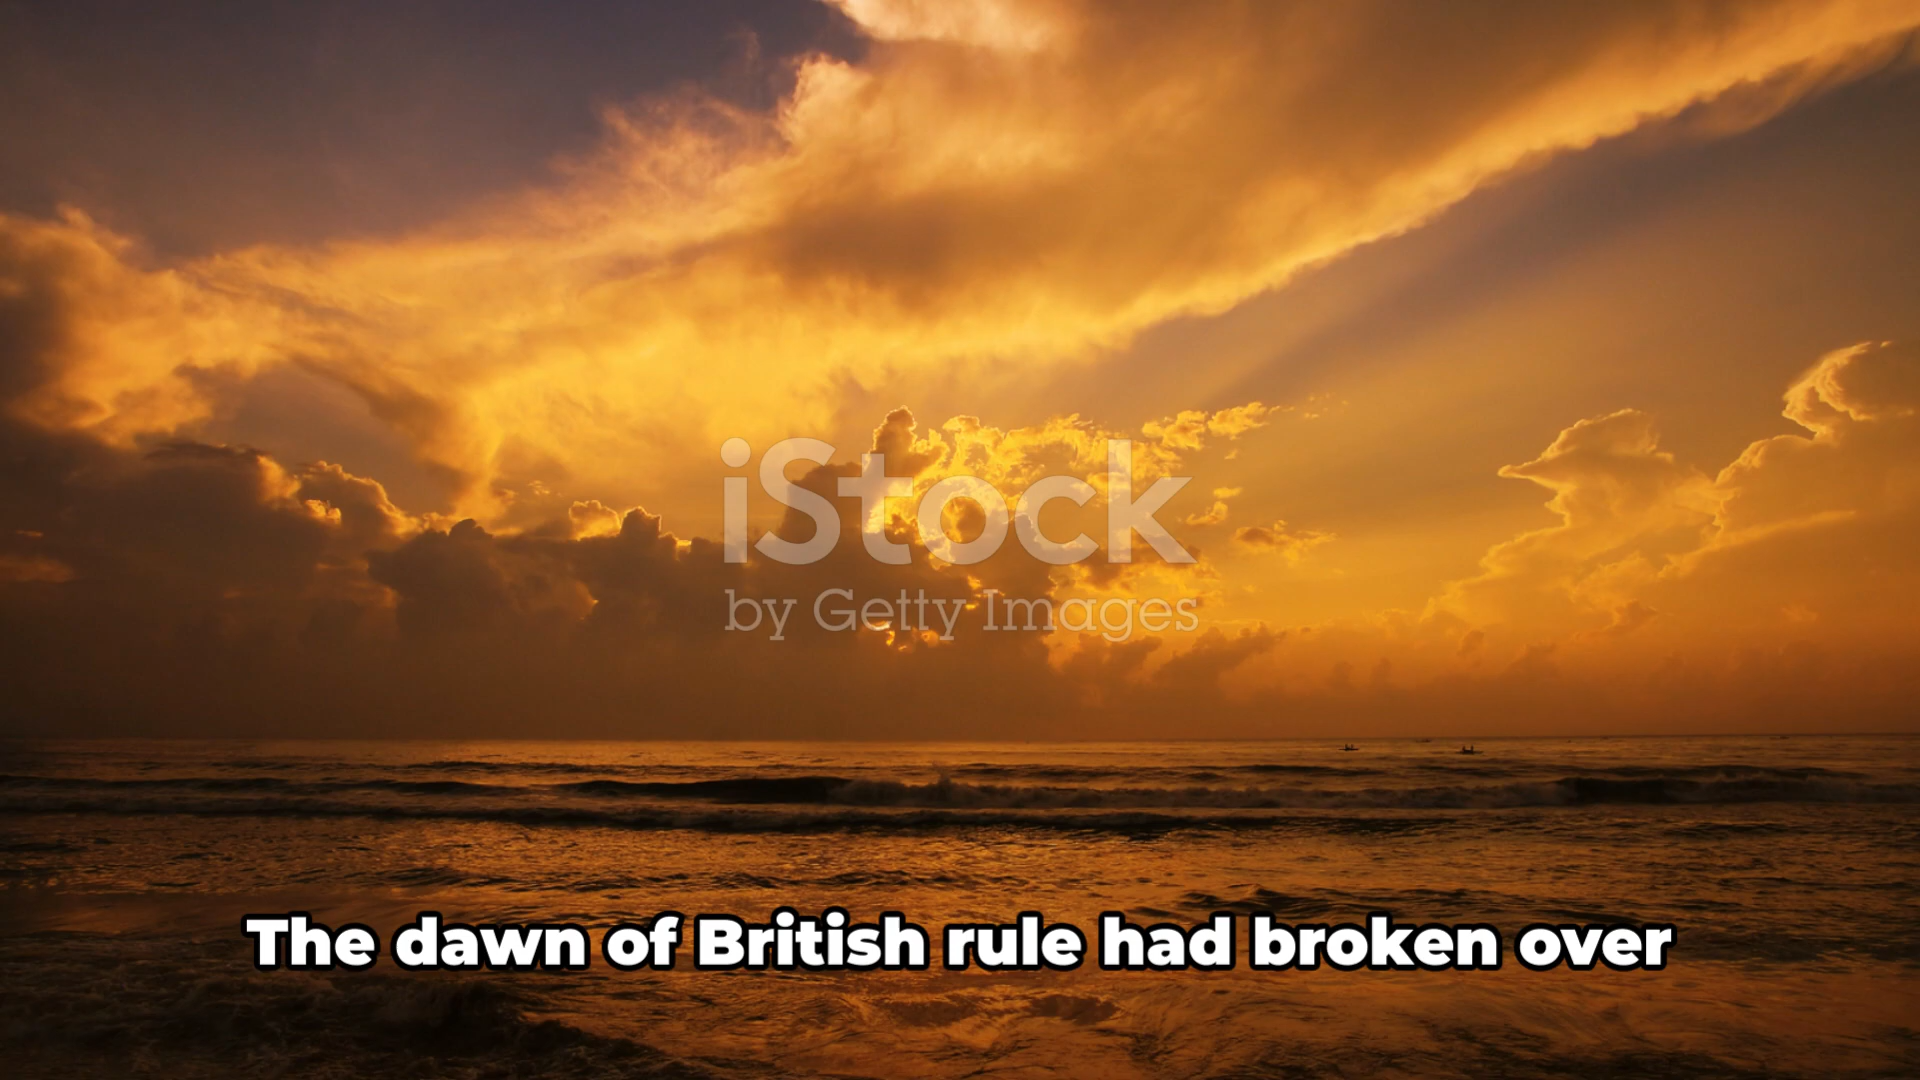 iStock
by Getty Images
The dawn of British rule had broken over